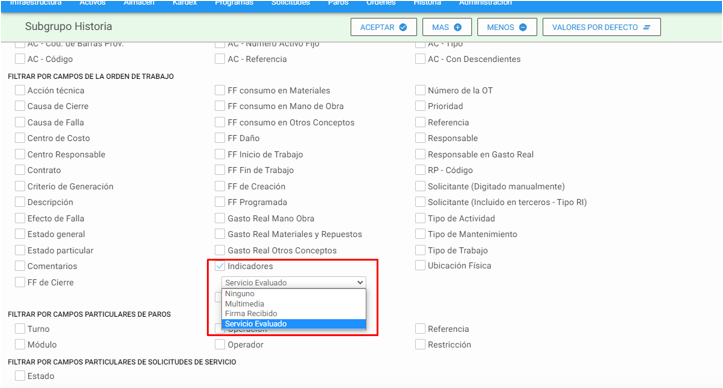 Infraestructura Activos Almacén Kardex Programas Solicitudes Paros Órdenes Historia Administración
Subgrupo Historia ACEPTAR MAS MENOS VALORES POR DEFECTO
AC - Cod. de Barras Prov. AC - Número Activo Fijo AC - Tipo
AC - Código AC - Referencia AC - Con Descendientes
FILTRAR POR CAMPOS DE LA ORDEN DE TRABAJO
Acción técnica FF consumo en Materiales Número de la OT
Causa de Cierre FF consumo en Mano de Obra Prioridad
Causa de Falla FF consumo en Otros Conceptos Referencia
Centro de Costo FF Daño Responsable
Centro Responsable FF Inicio de Trabajo Responsable en Gasto Real
Contrato FF Fin de Trabajo RP - Código
Criterio de Generación FF de Creación Solicitante (Digitado manualmente)
Descripción FF Programada Solicitante (Incluido en terceros - Tipo RI)
Efecto de Falla Gasto Real Mano Obra Tipo de Actividad
Estado general Gasto Real Materiales y Repuestos Tipo de Mantenimiento
Estado particular Gasto Real Otros Conceptos Tipo de Trabajo
Comentarios Indicadores Ubicación Física
FF de Cierre Servicio Evaluado
Ninguno
Multimedia
Firma Recibido
Servicio Evaluado
FILTRAR POR CAMPOS PARTICULARES DE PAROS
Turno Operación Referencia
Módulo Operador Restricción
FILTRAR POR CAMPOS PARTICULARES DE SOLICITUDES DE SERVICIO
Estado